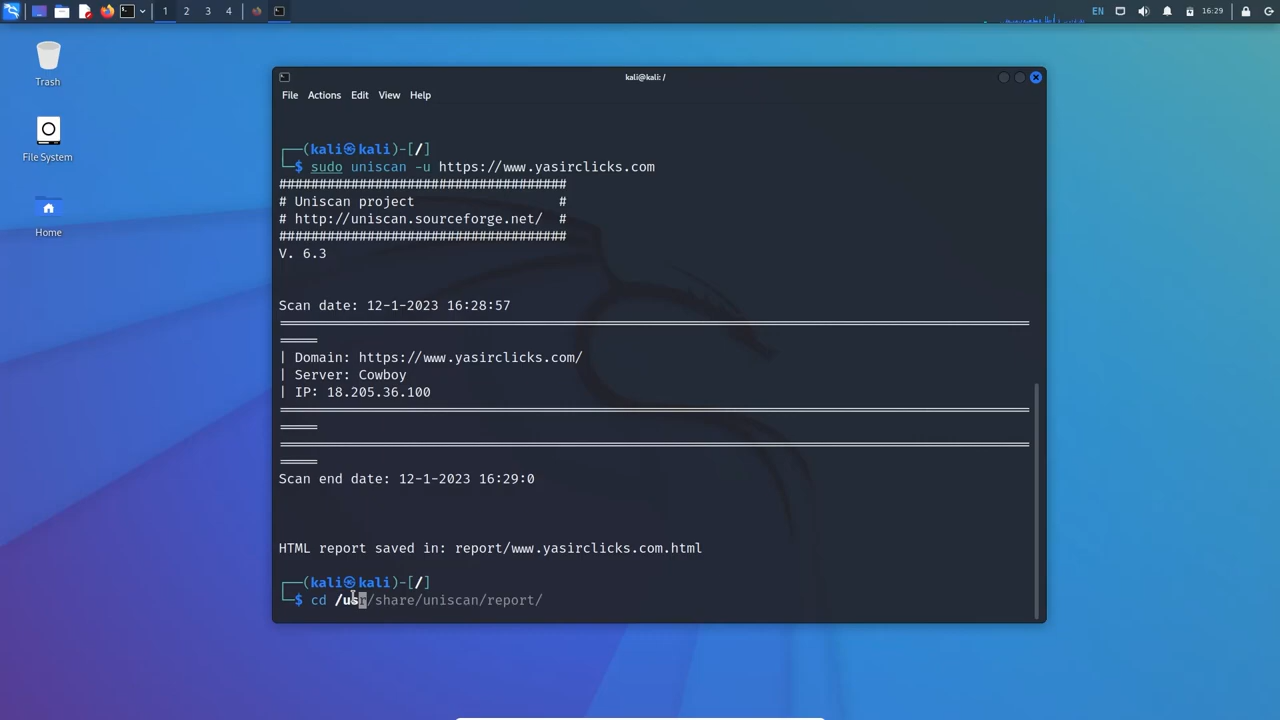 1 2 3 4 EN 16:29
Trash
File System
Home
kali@kali: /
File Actions Edit View Help
┌──(kali㉿kali)-[/]
└─$ sudo uniscan -u https://www.yasirclicks.com
####################################
# Uniscan project                  #
# http://uniscan.sourceforge.net/  #
####################################
V. 6.3
Scan date: 12-1-2023 16:28:57
| Domain: https://www.yasirclicks.com/
| Server: Cowboy
| IP: 18.205.36.100
Scan end date: 12-1-2023 16:29:0
HTML report saved in: report/www.yasirclicks.com.html
┌──(kali㉿kali)-[/]
└─$ cd /usr/share/uniscan/report/